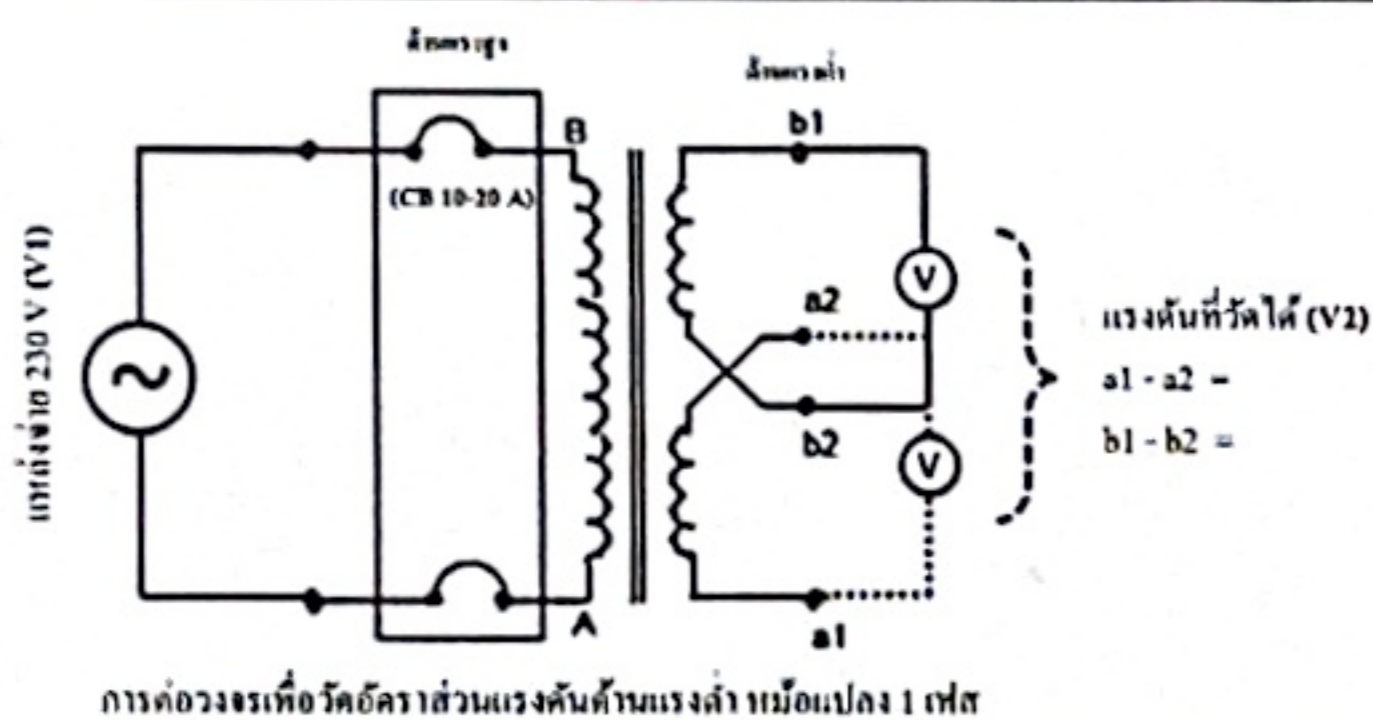 ด้านแรงสูง
ด้านแรงต่ำ
แหล่งจ่าย 230 V (V1)
B
(CB 10-20 A)
A
b1
a2
b2
a1
V
V
แรงดันที่วัดได้ (V2)
a1 - a2 =
b1 - b2 =
การต่อวงจรเพื่อวัดอัตราส่วนแรงดันด้านแรงต่ำ หม้อแปลง 1 เฟส